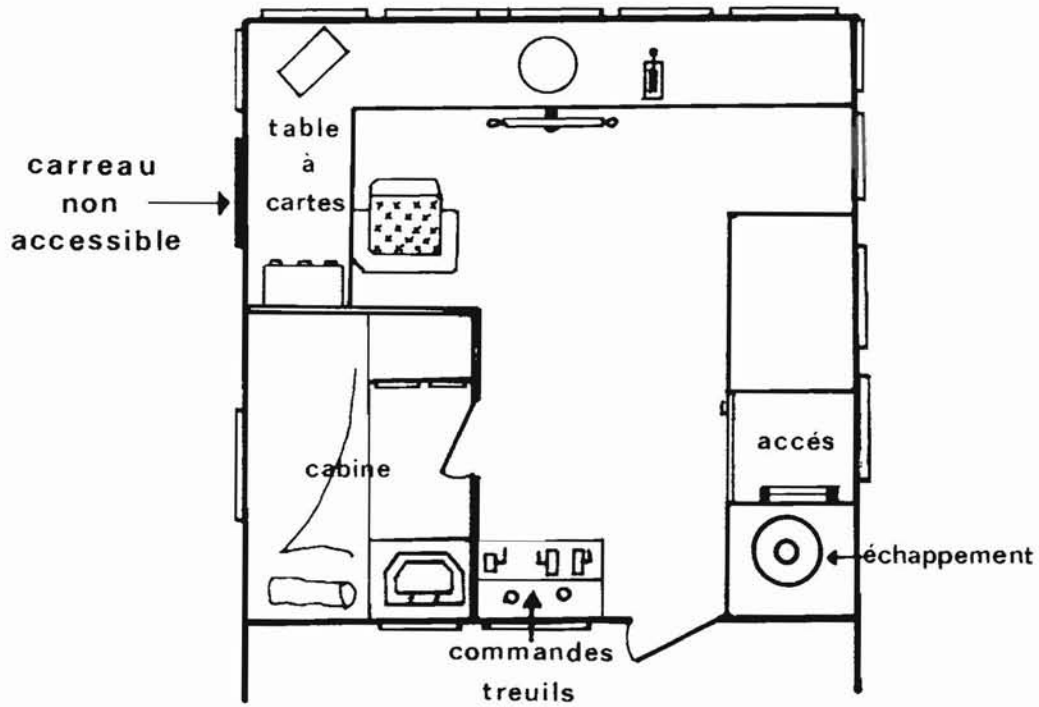 table
à
cartes
carreau
non
accessible
cabine
accés
échappement
commandes
treuils